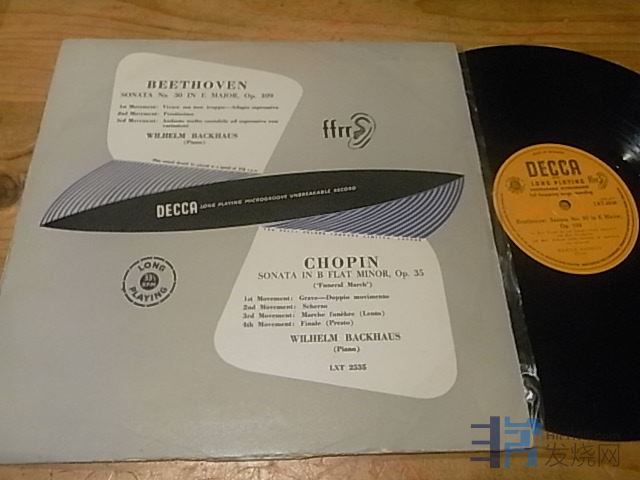 BEETHOVEN
SONATA No. 30 IN E MAJOR, Op. 109
1st Movement: Vivace ma non troppo—Adagio espressivo
2nd Movement: Prestissimo
3rd Movement: Andante molto cantabile ed espressivo con
variazioni
WILHELM BACKHAUS
(Piano)
ffrr
DECCA LONG PLAYING MICROGROOVE UNBREAKABLE RECORD
LONG
33⅓
RPM
PLAYING
CHOPIN
SONATA IN B FLAT MINOR, Op. 35
("Funeral March")
1st Movement: Grave—Doppio movimento
2nd Movement: Scherzo
3rd Movement: Marche funèbre (Lento)
4th Movement: Finale (Presto)
WILHELM BACKHAUS
(Piano)
LXT 2535
DECCA
LONG PLAYING
ffrr
Beethoven: Sonata No. 30 in E Major,
Op. 109
发烧网